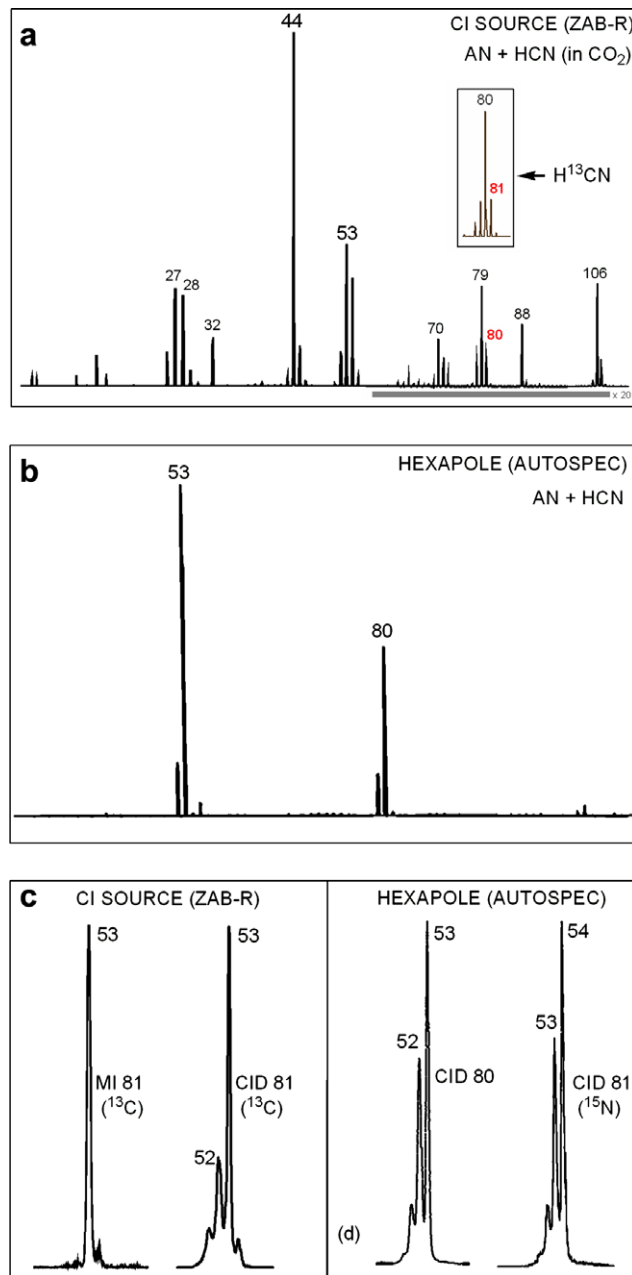 a
CI SOURCE (ZAB-R)
AN + HCN (in CO2)
44
80
81
H13CN
53
27
28
32
70
79
80
88
106
x 20
b
HEXAPOLE (AUTOSPEC)
AN + HCN
53
80
c
CI SOURCE (ZAB-R)
53
MI 81
(13C)
53
52
CID 81
(13C)
HEXAPOLE (AUTOSPEC)
53
52
CID 80
(d)
54
53
CID 81
(15N)